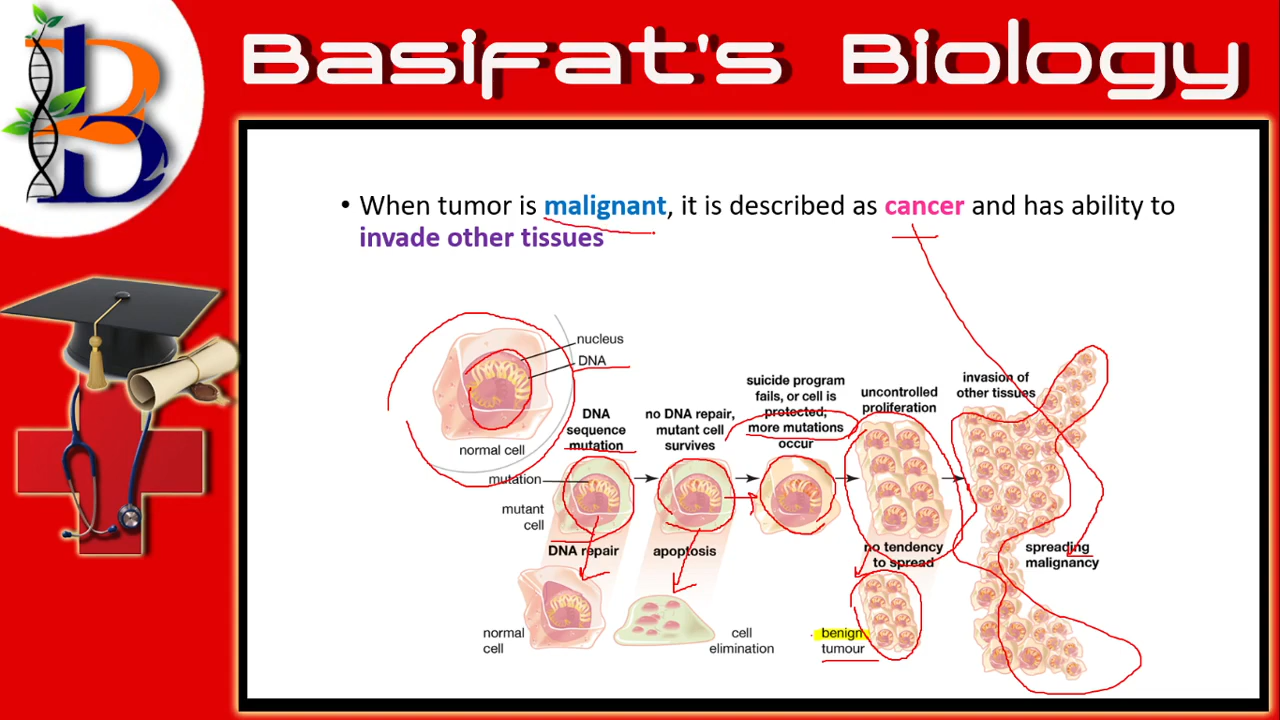 Basifat's Biology
• When tumor is malignant, it is described as cancer and has ability to
invade other tissues
nucleus
DNA
normal cell
DNA
sequence
mutation
no DNA repair,
mutant cell
survives
suicide program
fails, or cell is
protected;
more mutations
occur
uncontrolled
proliferation
invasion of
other tissues
mutation
mutant
cell
DNA repair
apoptosis
no tendency
to spread
spreading
malignancy
normal
cell
cell
elimination
benign
tumour